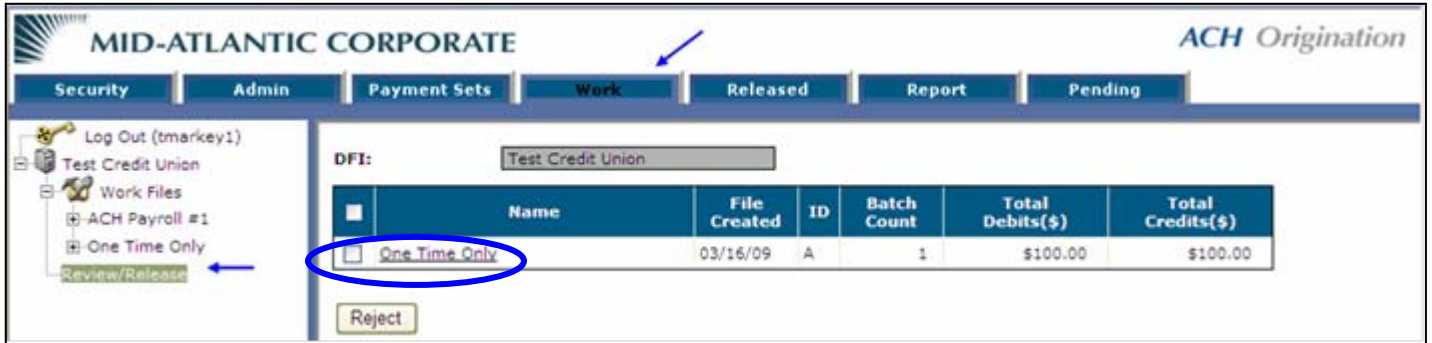 MID-ATLANTIC CORPORATE
ACH Origination
Security Admin Payment Sets Work Released Report Pending
Log Out (tmarkey1)
Test Credit Union
Work Files
ACH Payroll #1
One Time Only
Review/Release
DFI: Test Credit Union
Name File Created ID Batch Count Total Debits($) Total Credits($)
One Time Only 03/16/09 A 1 $100.00 $100.00
Reject